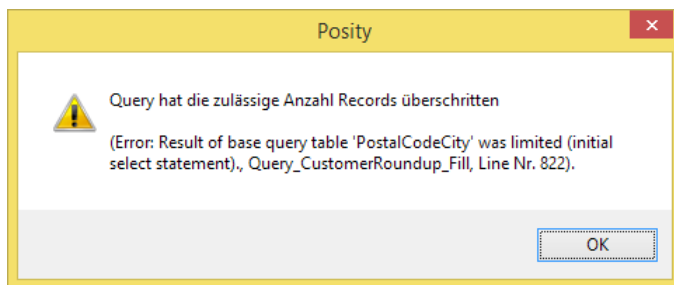 Posity
Query hat die zulässige Anzahl Records überschritten
(Error: Result of base query table 'PostalCodeCity' was limited (initial
select statement)., Query_CustomerRoundup_Fill, Line Nr. 822).
OK